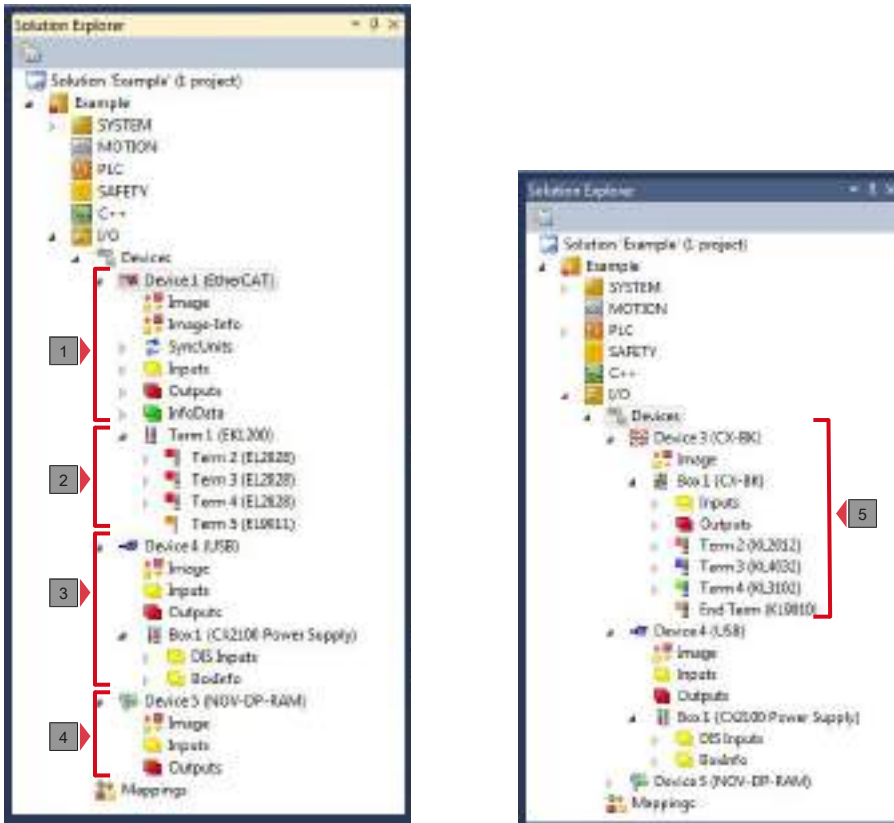 Solution Explorer
Solution 'Example' (1 project)
Example
SYSTEM
MOTION
PLC
SAFETY
C++
I/O
Devices
Device 1 (EtherCAT)
Image
Image-Info
SyncUnits
Inputs
Outputs
InfoData
Term 1 (EK1200)
Term 2 (EL2828)
Term 3 (EL2828)
Term 4 (EL2828)
Term 5 (EL9011)
Device 4 (USB)
Image
Inputs
Outputs
Box 1 (CX2100 Power Supply)
DIS Inputs
BoxInfo
Device 5 (NOV-DP-RAM)
Image
Inputs
Outputs
Mappings
1
2
3
4
Solution Explorer
Solution 'Example' (1 project)
Example
SYSTEM
MOTION
PLC
SAFETY
C++
I/O
Devices
Device 3 (CX-BK)
Image
Box 1 (CX-BK)
Inputs
Outputs
Term 2 (KL2012)
Term 3 (KL4032)
Term 4 (KL3102)
End Term (KL9010)
Device 4 (USB)
Image
Inputs
Outputs
Box 1 (CX2100 Power Supply)
DIS Inputs
BoxInfo
Device 5 (NOV-DP-RAM)
Mappings
5